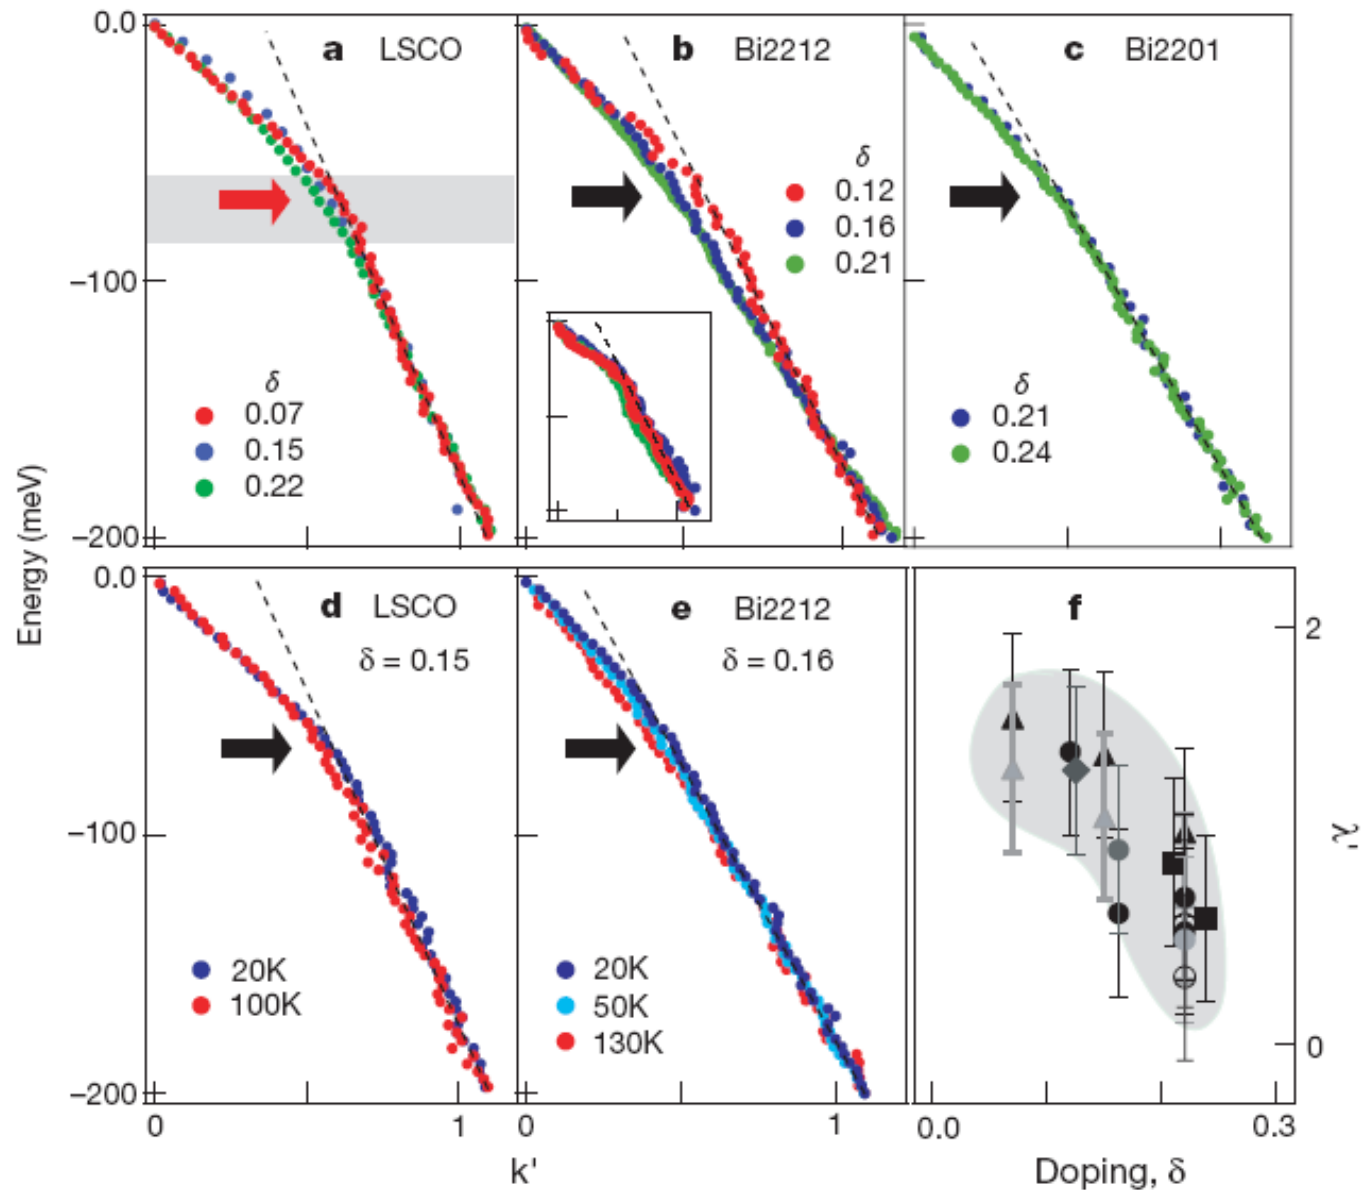 0.0
a LSCO
b Bi2212
c Bi2201
Energy (meV)
−100
−200
δ
0.07
0.15
0.22
δ
0.12
0.16
0.21
δ
0.21
0.24
0.0
−100
−200
d LSCO
δ = 0.15
20K
100K
e Bi2212
δ = 0.16
20K
50K
130K
f
2
λ'
0
0
1
0
1
0.0
0.3
k'
Doping, δ